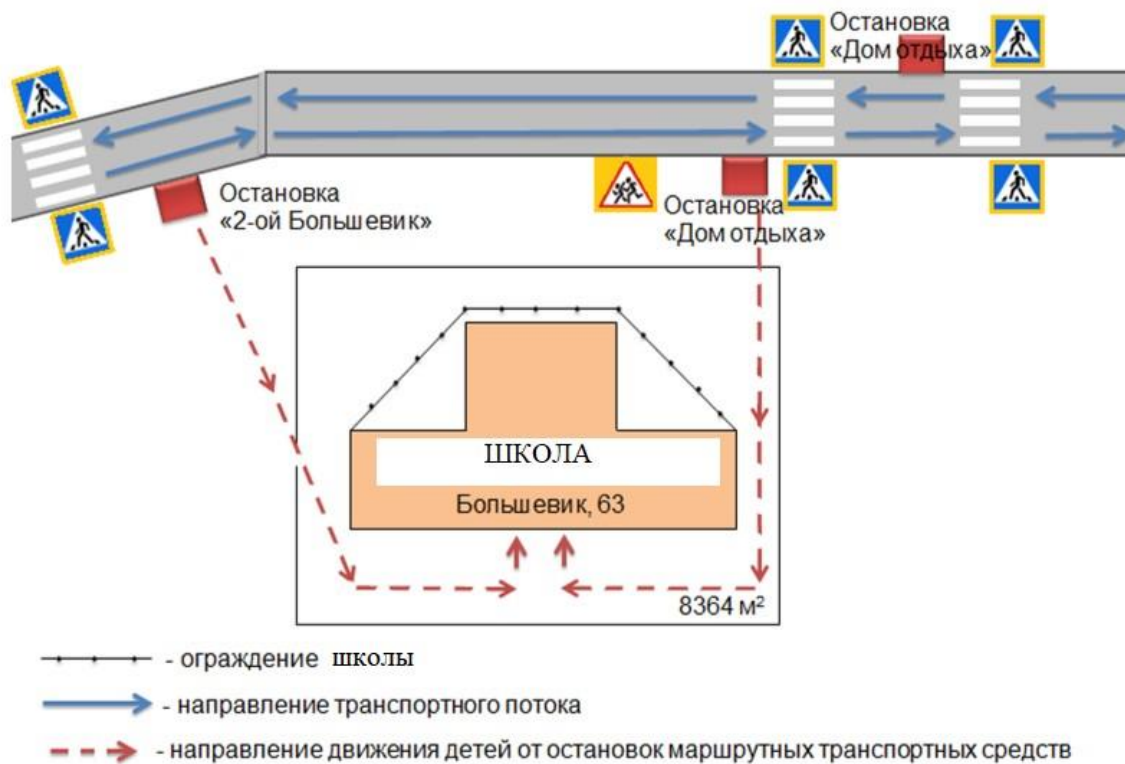 Остановка
«Дом отдыха»
Остановка
«2-ой Большевик»
Остановка
«Дом отдыха»
ШКОЛА
Большевик, 63
8364 м²
- ограждение школы
- направление транспортного потока
- направление движения детей от остановок маршрутных транспортных средств